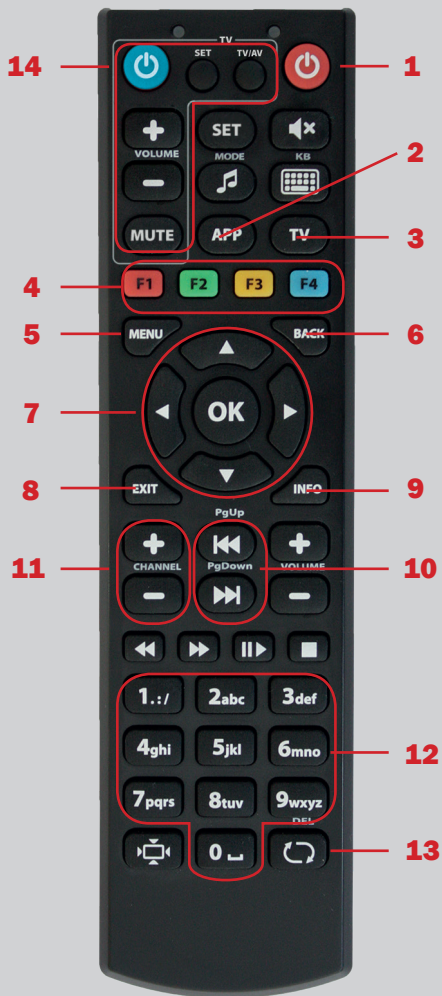 TV
14
SET TV/AV
1
+ SET
VOLUME MODE KB
2
-
MUTE APP TV
3
4
F1 F2 F3 F4
5 MENU BACK 6
7
OK
8 EXIT INFO 9
PgUp
+ +
11 CHANNEL PgDown VOLUME 10
- -
1.:/ 2abc 3def
4ghi 5jkl 6mno
12
7pqrs 8tuv 9wxyz
DEL
0 ⎵
13